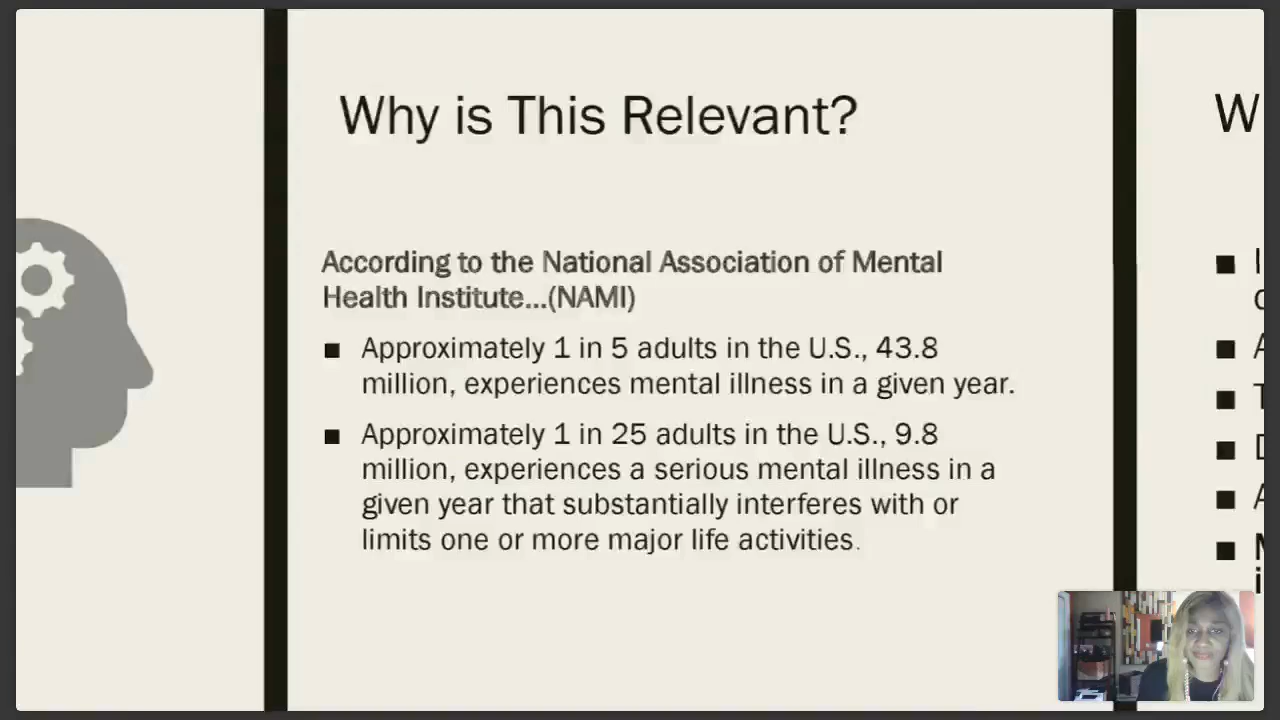 Why is This Relevant?
According to the National Association of Mental
Health Institute...(NAMI)
■ Approximately 1 in 5 adults in the U.S., 43.8
million, experiences mental illness in a given year.
■ Approximately 1 in 25 adults in the U.S., 9.8
million, experiences a serious mental illness in a
given year that substantially interferes with or
limits one or more major life activities.
W